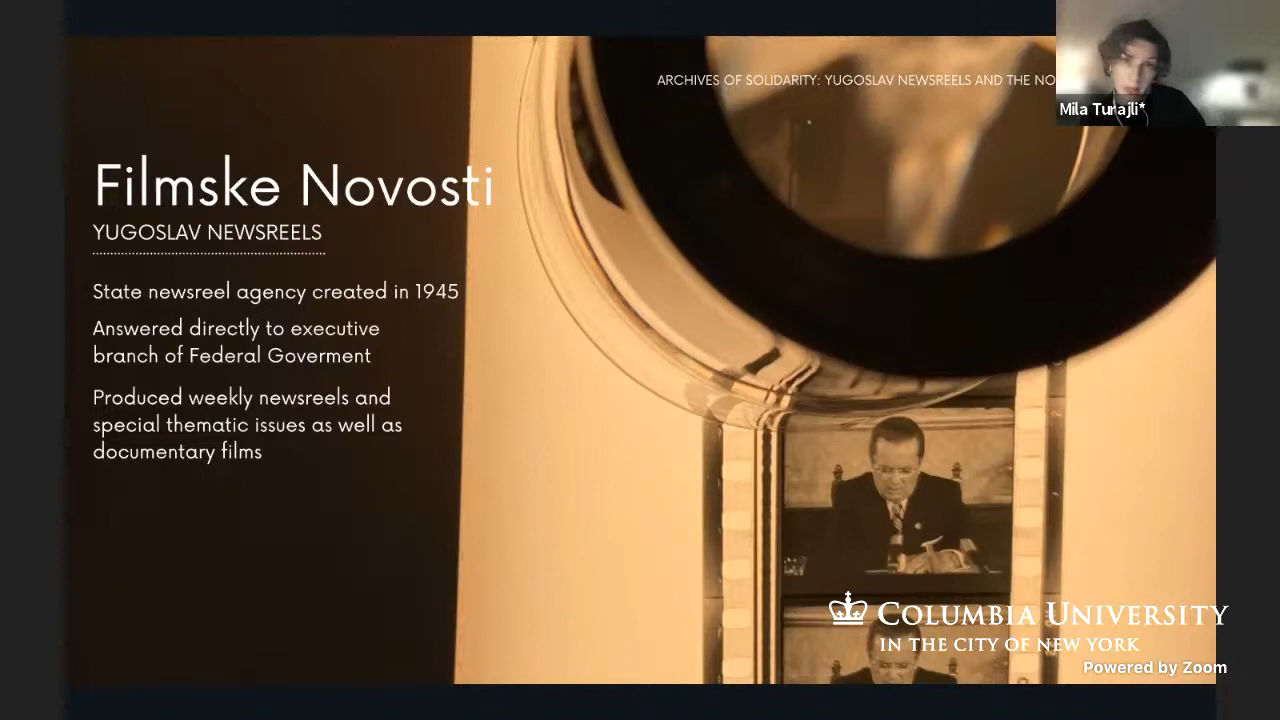 ARCHIVES OF SOLIDARITY: YUGOSLAV NEWSREELS AND THE NO
Mila Turajli*
Filmske Novosti
YUGOSLAV NEWSREELS
State newsreel agency created in 1945
Answered directly to executive
branch of Federal Goverment
Produced weekly newsreels and
special thematic issues as well as
documentary films
COLUMBIA UNIVERSITY
IN THE CITY OF NEW YORK
Powered by Zoom